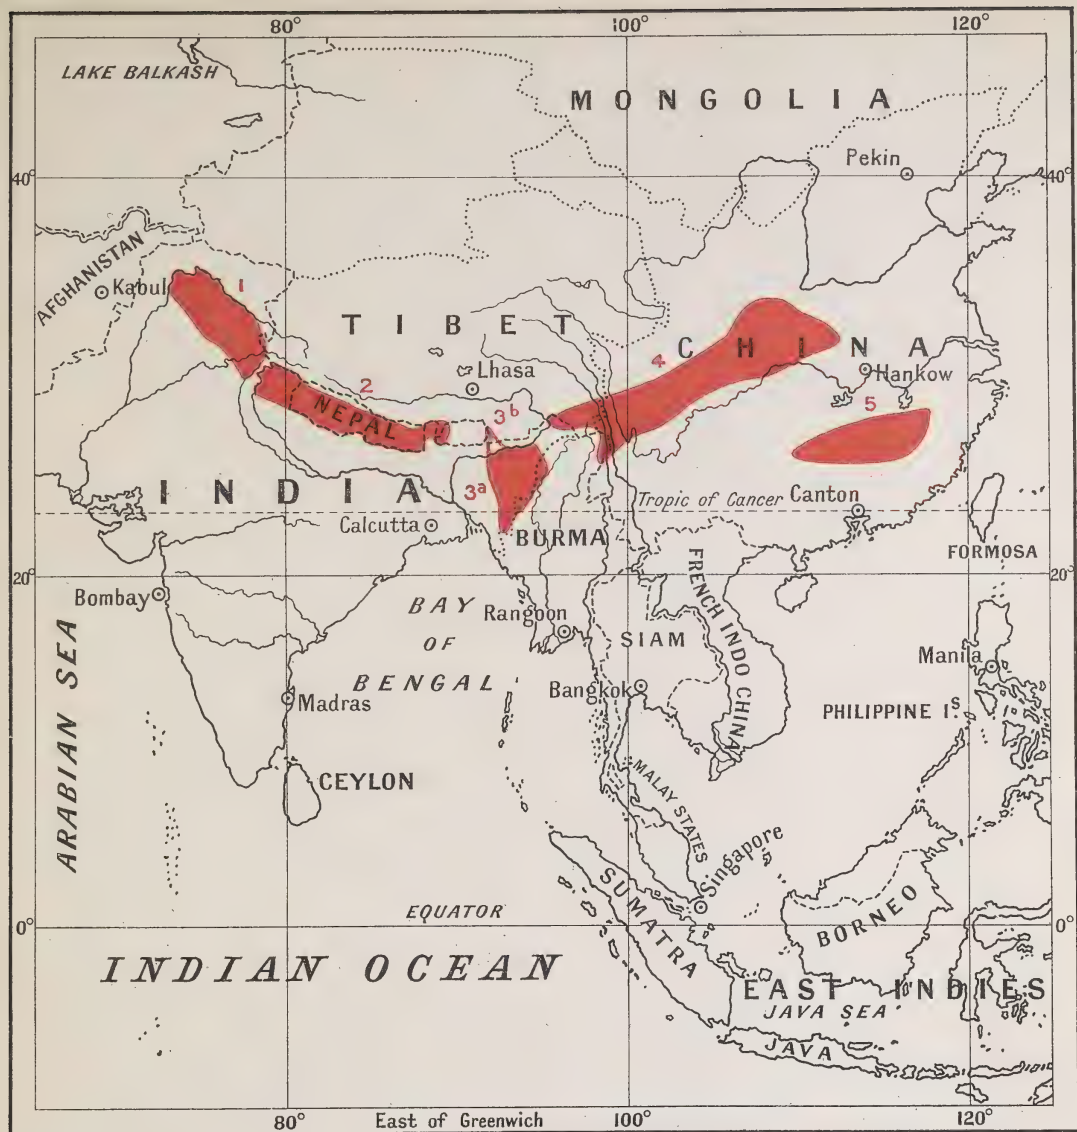 80°
100°
120°
LAKE BALKASH
MONGOLIA
Pekin
40°
40°
AFGHANISTAN
Kabul
1
TIBET
4
CHINA
Lhasa
Hankow
2
NEPAL
3b
5
INDIA
3a
Tropic of Cancer
Canton
Calcutta
BURMA
FORMOSA
FRENCH INDO CHINA
20°
20°
Bombay
BAY
OF
BENGAL
Rangoon
SIAM
Manila
ARABIAN SEA
Madras
Bangkok
PHILIPPINE I.S
CEYLON
MALAY STATES
Singapore
SUMATRA
EQUATOR
BORNEO
0°
0°
INDIAN OCEAN
EAST INDIES
JAVA SEA
JAVA
80°
East of Greenwich
100°
120°